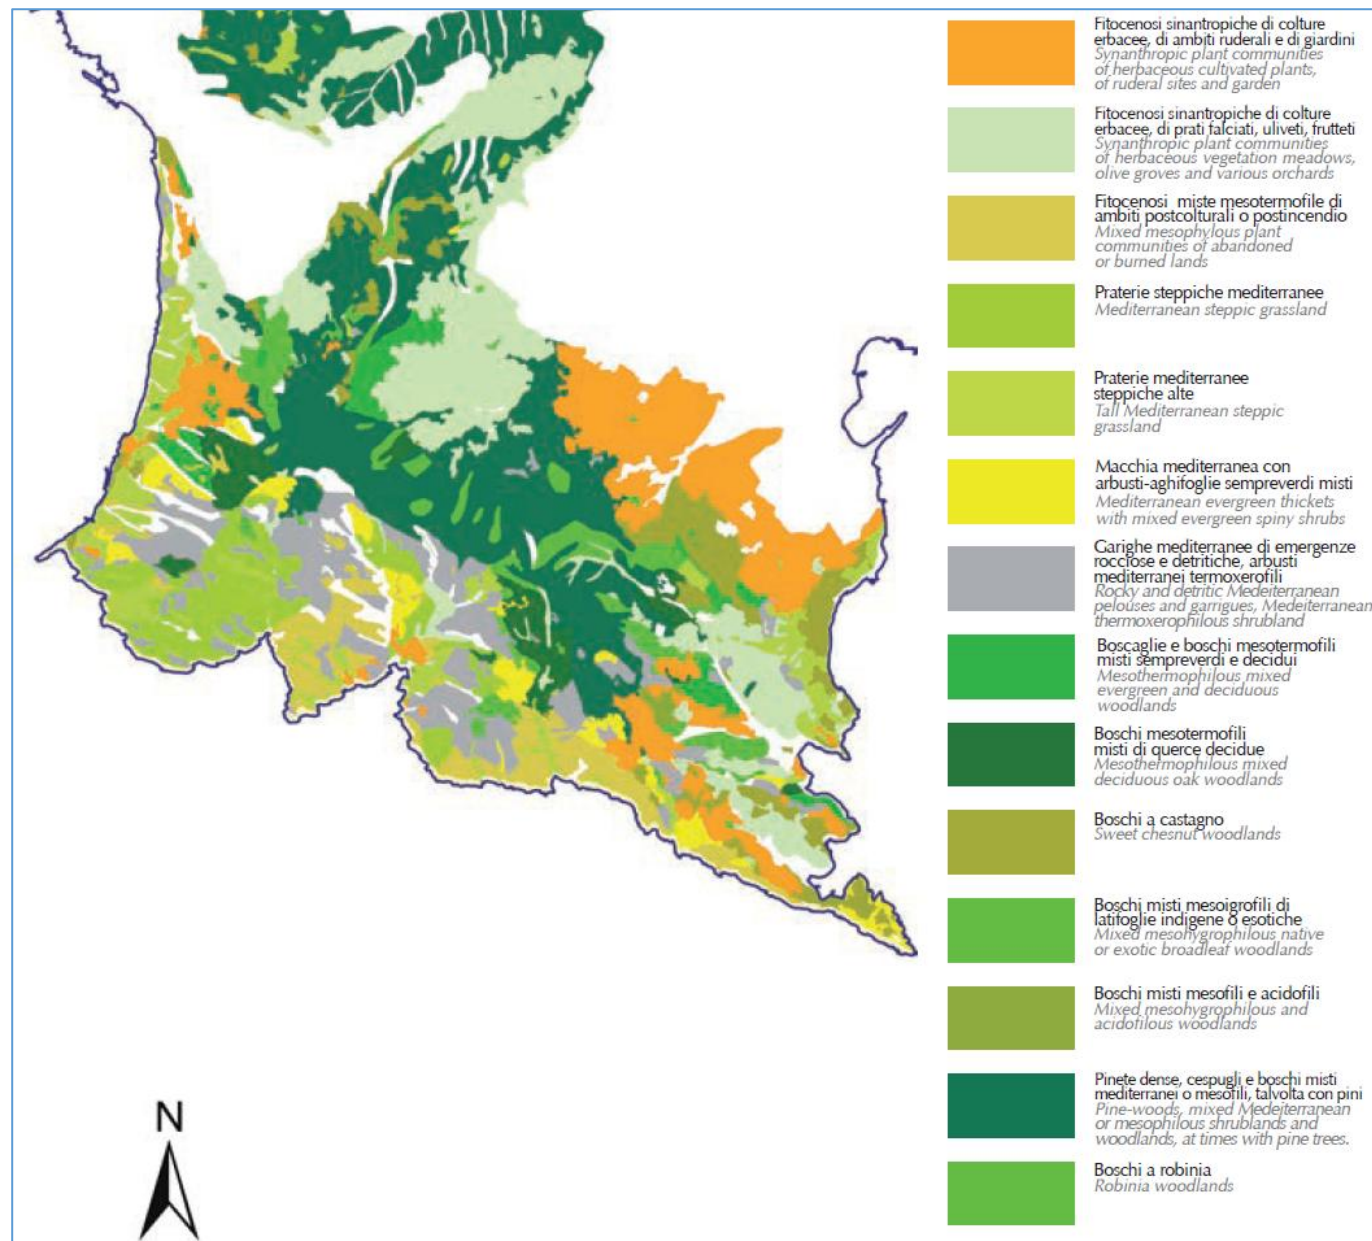 Fitocenosi sinantropiche di colture
erbacee, di ambiti ruderali e di giardini
Synanthropic plant communities
of herbaceous cultivated plants,
of ruderal sites and garden
Fitocenosi sinantropiche di colture
erbacee, di prati falciati, uliveti, frutteti
Synanthropic plant communities
of herbaceous vegetation meadows,
olive groves and various orchards
Fitocenosi miste mesotermofile di
ambiti postcolturali o postincendio
Mixed mesophylous plant
communities of abandoned
or burned lands
Praterie steppiche mediterranee
Mediterranean steppic grassland
Praterie mediterranee
steppiche alte
Tall Mediterranean steppic
grassland
Macchia mediterranea con
arbusti-aghifoglie sempreverdi misti
Mediterranean evergreen thickets
with mixed evergreen spiny shrubs
Garighe mediterranee di emergenze
rocciose e detritiche, arbusti
mediterranei termoxerofili
Rocky and detritic Medeiterranean
pelouses and garrigues, Medeiterranean
thermoxerophilous shrubland
Boscaglie e boschi mesotermofili
misti sempreverdi e decidui
Mesothermophilous mixed
evergreen and deciduous
woodlands
Boschi mesotermofili
misti di querce decidue
Mesothermophilous mixed
deciduous oak woodlands
Boschi a castagno
Sweet chesnut woodlands
Boschi misti mesoigrofili di
latifoglie indigene o esotiche
Mixed mesohygrophilous native
or exotic broadleaf woodlands
Boschi misti mesofili e acidofili
Mixed mesohygrophilous and
acidofilous woodlands
Pinete dense, cespugli e boschi misti
mediterranei o mesofili, talvolta con pini
Pine-woods, mixed Medeiterranean
or mesophilous shrublands and
woodlands, at times with pine trees.
Boschi a robinia
Robinia woodlands
N